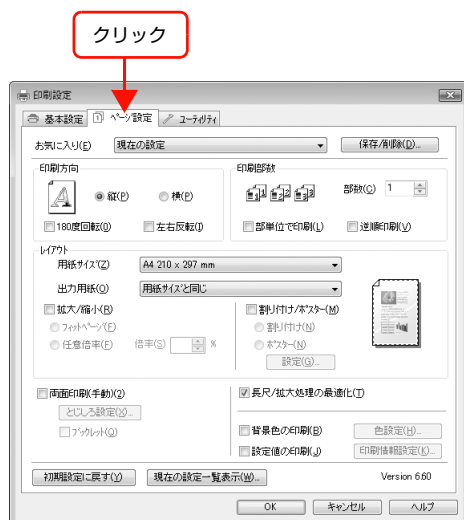 クリック
印刷設定
基本設定 ページ設定 ユーティリティ
お気に入り(E) 現在の設定 保存/削除(D)...
印刷方向 印刷部数
縦(P) 横(P) 部数(C) 1
180度回転(0) 左右反転(I) 部単位で印刷(L) 逆順印刷(V)
レイアウト
用紙サイズ(Z) A4 210 x 297 mm
出力用紙(O) 用紙サイズと同じ
拡大/縮小(R) 割り付け/ポスター(M)
フィットページ(F) 割り付け(N)
任意倍率(F) 倍率(S) % ポスター(N)
設定(G)...
両面印刷(手動)(2) 長尺/拡大処理の最適化(T)
とじしろ設定(X)...
ブックレット(Q) 背景色の印刷(B) 色設定(H)...
設定値の印刷(J) 印刷情報設定(K)...
初期設定に戻す(Y) 現在の設定一覧表示(W)... Version 6.60
OK キャンセル ヘルプ